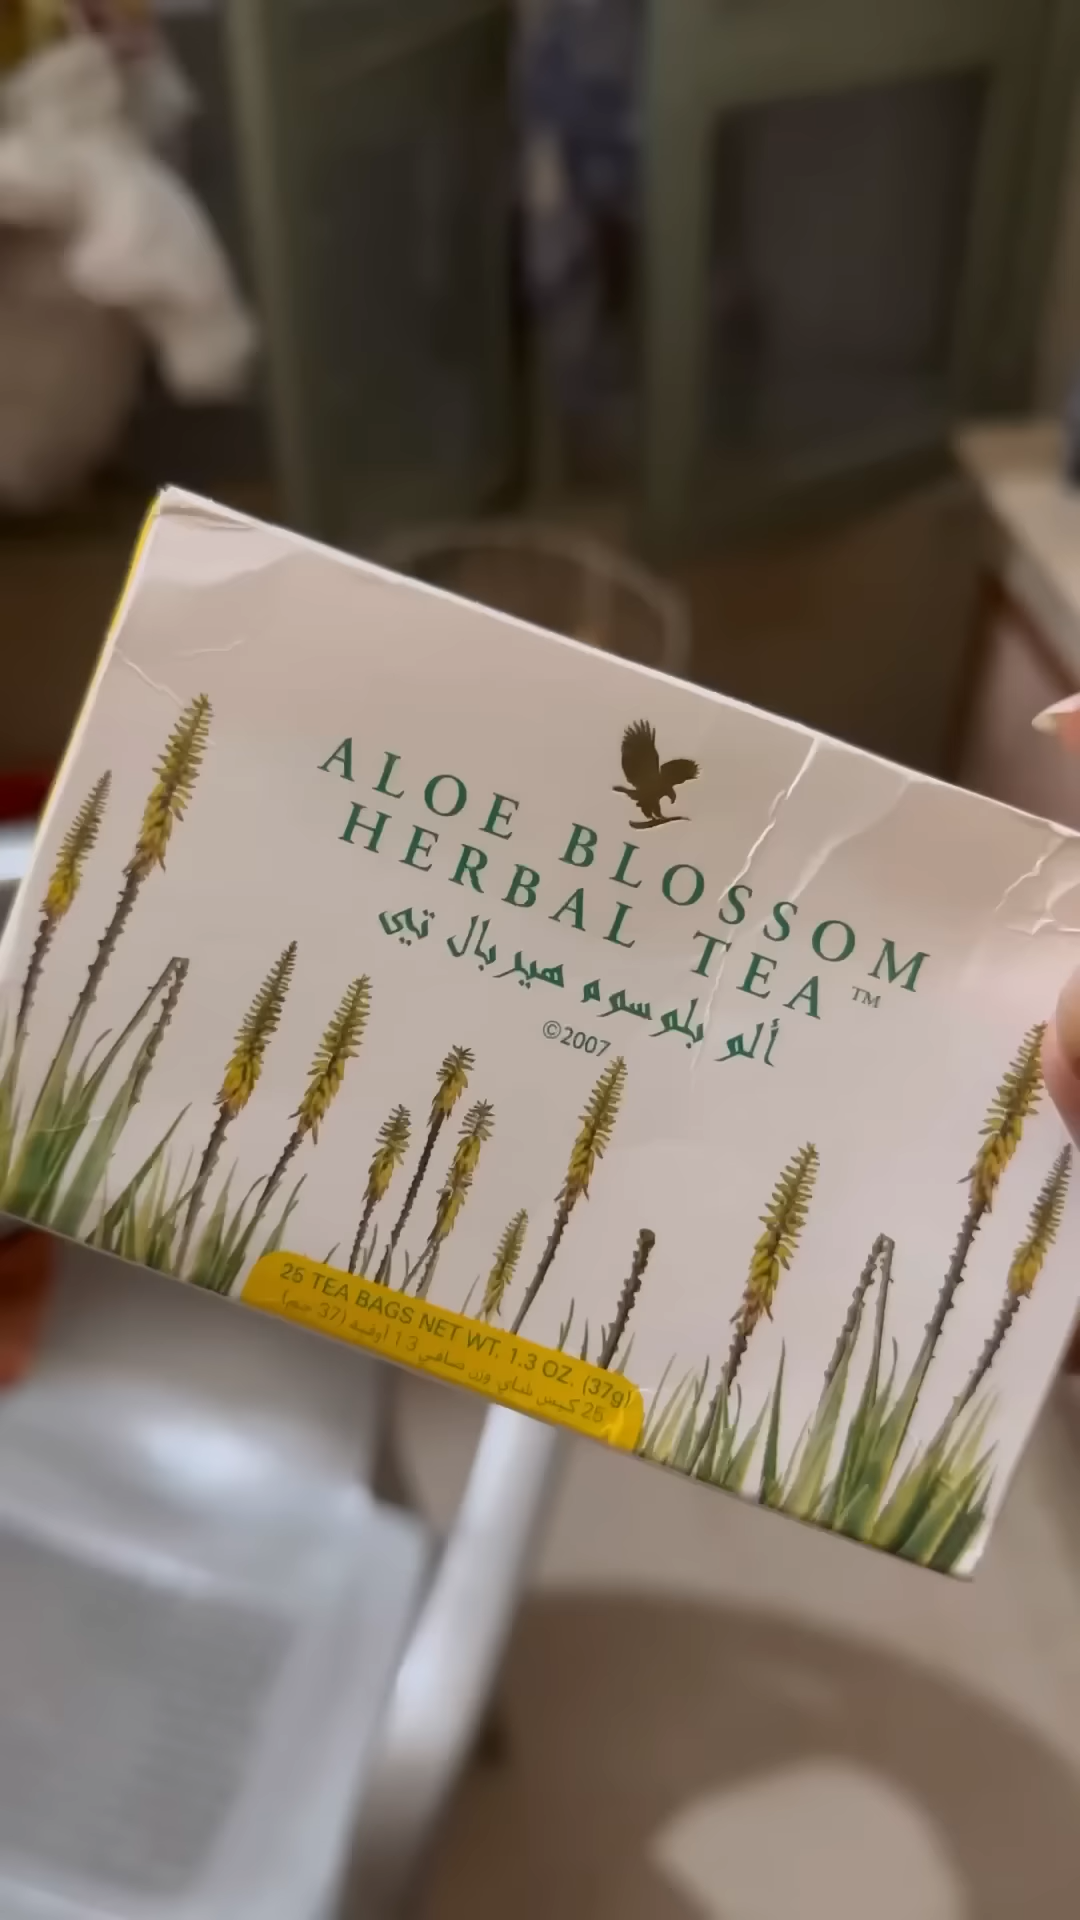 ALOE BLOSSOM
HERBAL TEA™
ألو بلوسوم هيربال تي
©2007
25 TEA BAGS NET WT. 1.3 OZ. (37g)
25 كيس شاي وزن صافي 1.3 أوقية (37 جم)